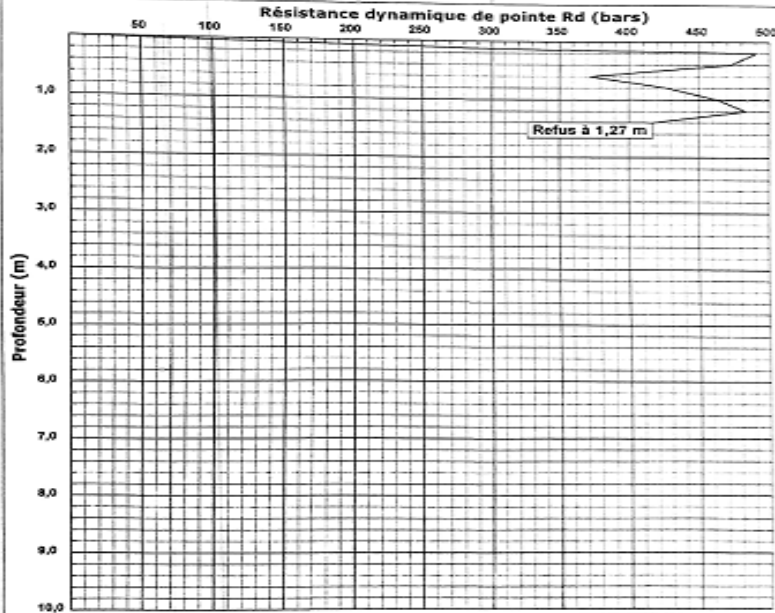 Résistance dynamique de pointe Rd (bars)
50 100 150 200 250 300 350 400 450 500
1,0
Refus à 1,27 m
2,0
3,0
4,0
Profondeur (m)
5,0
6,0
7,0
8,0
9,0
10,0